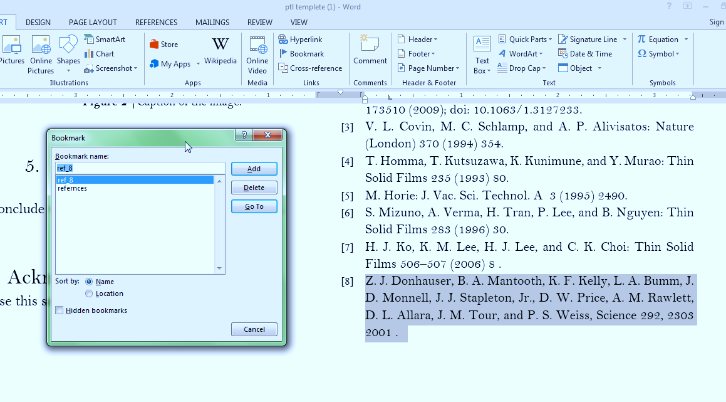 ptl templete (1) - Word
RT DESIGN PAGE LAYOUT REFERENCES MAILINGS REVIEW VIEW
Sign
Pictures Online Pictures Shapes SmartArt Chart Screenshot
Store My Apps Wikipedia
Online Video
Hyperlink Bookmark Cross-reference
Comment
Header Footer Page Number
Text Box Quick Parts WordArt Drop Cap Signature Line Date & Time Object
Equation Symbol
Illustrations Apps Media Links Comments Header & Footer Text Symbols
Figure 2 | Caption of the image.
5.
onclude
Ackn
se this s
Bookmark
Bookmark name:
ref_8
ref_8
refernces
Add
Delete
Go To
Sort by: Name
Location
Hidden bookmarks
Cancel
173510 (2009); doi: 10.1063/1.3127233.
[3] V. L. Covin, M. C. Schlamp, and A. P. Alivisatos: Nature
(London) 370 (1994) 354.
[4] T. Homma, T. Kutsuzawa, K. Kunimune, and Y. Murao: Thin
Solid Films 235 (1993) 80.
[5] M. Horie: J. Vac. Sci. Technol. A 3 (1995) 2490.
[6] S. Mizuno, A. Verma, H. Tran, P. Lee, and B. Nguyen: Thin
Solid Films 283 (1996) 30.
[7] H. J. Ko, K. M. Lee, H. J. Lee, and C. K. Choi: Thin Solid
Films 506–507 (2006) 8 .
[8] Z. J. Donhauser, B. A. Mantooth, K. F. Kelly, L. A. Bumm, J.
D. Monnell, J. J. Stapleton, Jr., D. W. Price, A. M. Rawlett,
D. L. Allara, J. M. Tour, and P. S. Weiss, Science 292, 2303
2001 .